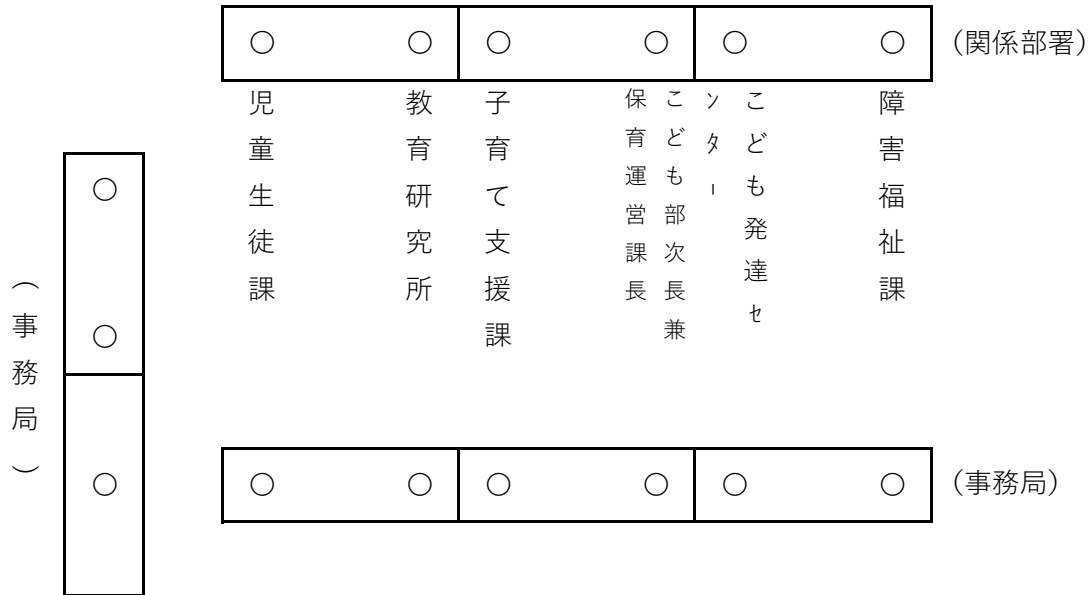 ○ ○ ○ ○ ○ ○ （関係部署）
児童生徒課
教育研究所
子育て支援課
こども部次長兼
保育運営課長
こども発達ｾ
ﾝﾀｰ
障害福祉課
○
○
○
（事務局）
○ ○ ○ ○ ○ ○ （事務局）